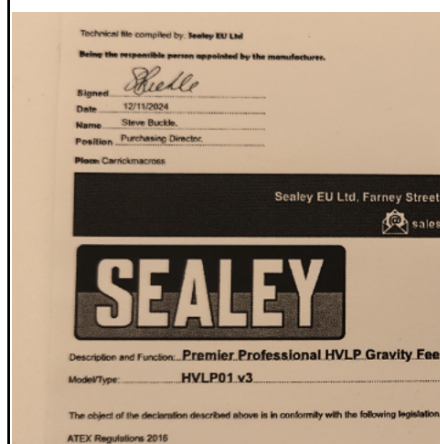 Technical file compiled by: Sealey EU Ltd
Being the responsible person appointed by the manufacturer.
Signed
Date 12/11/2024
Name Steve Buckle.
Position Purchasing Director.
Place: Carrickmacross
Sealey EU Ltd, Farney Street
sales
SEALEY
Description and Function: Premier Professional HVLP Gravity Fee
Model/Type: HVLP01 v3
The object of the declaration described above is in conformity with the following legislation
ATEX Regulations 2016